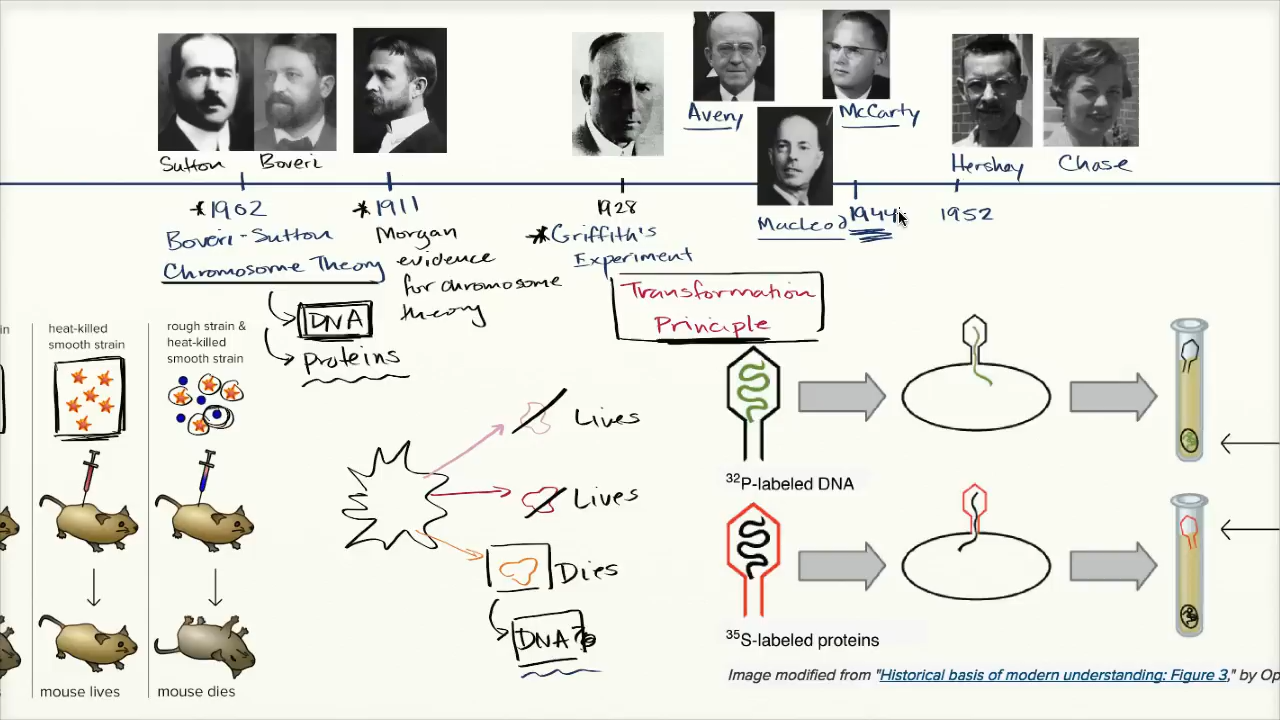 Avery
McCarty
Sutton
Boveri
Hershey
Chase
MacLeod
1902
1911
1928
1944
1952
Boveri-Sutton
Chromosome Theory
DNA
Proteins
Morgan
evidence
for chromosome
theory
Griffith's
Experiment
Transformation
Principle
heat-killed
smooth strain
rough strain &
heat-killed
smooth strain
mouse lives
mouse dies
Lives
Lives
Dies
DNA?
32P-labeled DNA
35S-labeled proteins
Image modified from "Historical basis of modern understanding: Figure 3," by Op